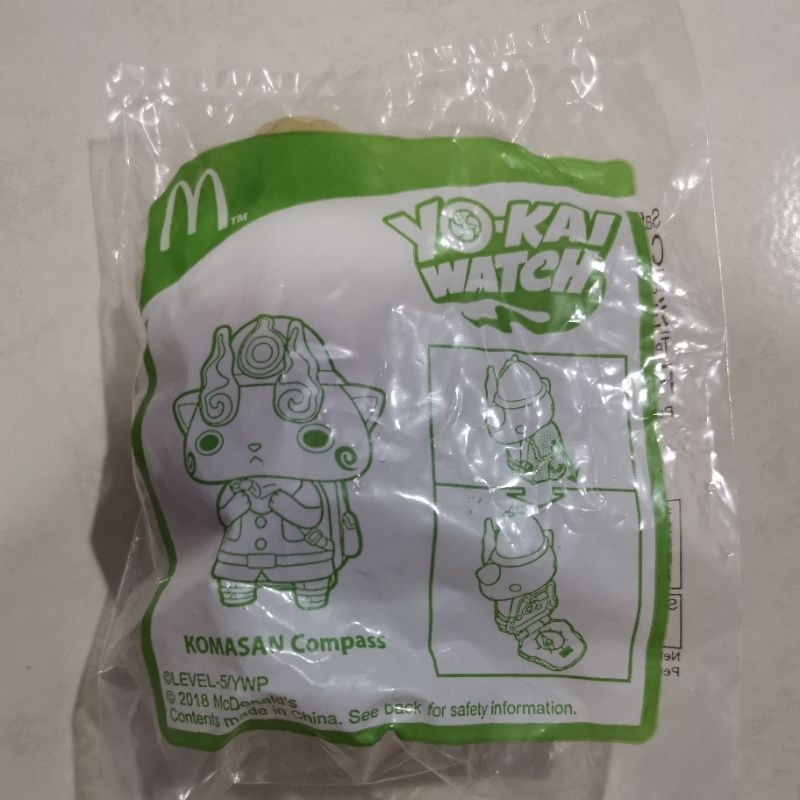 M™
YO-KAI
WATCH
KOMASAN Compass
©LEVEL-5/YWP
© 2018 McDonald's
Contents made in China. See back for safety information.